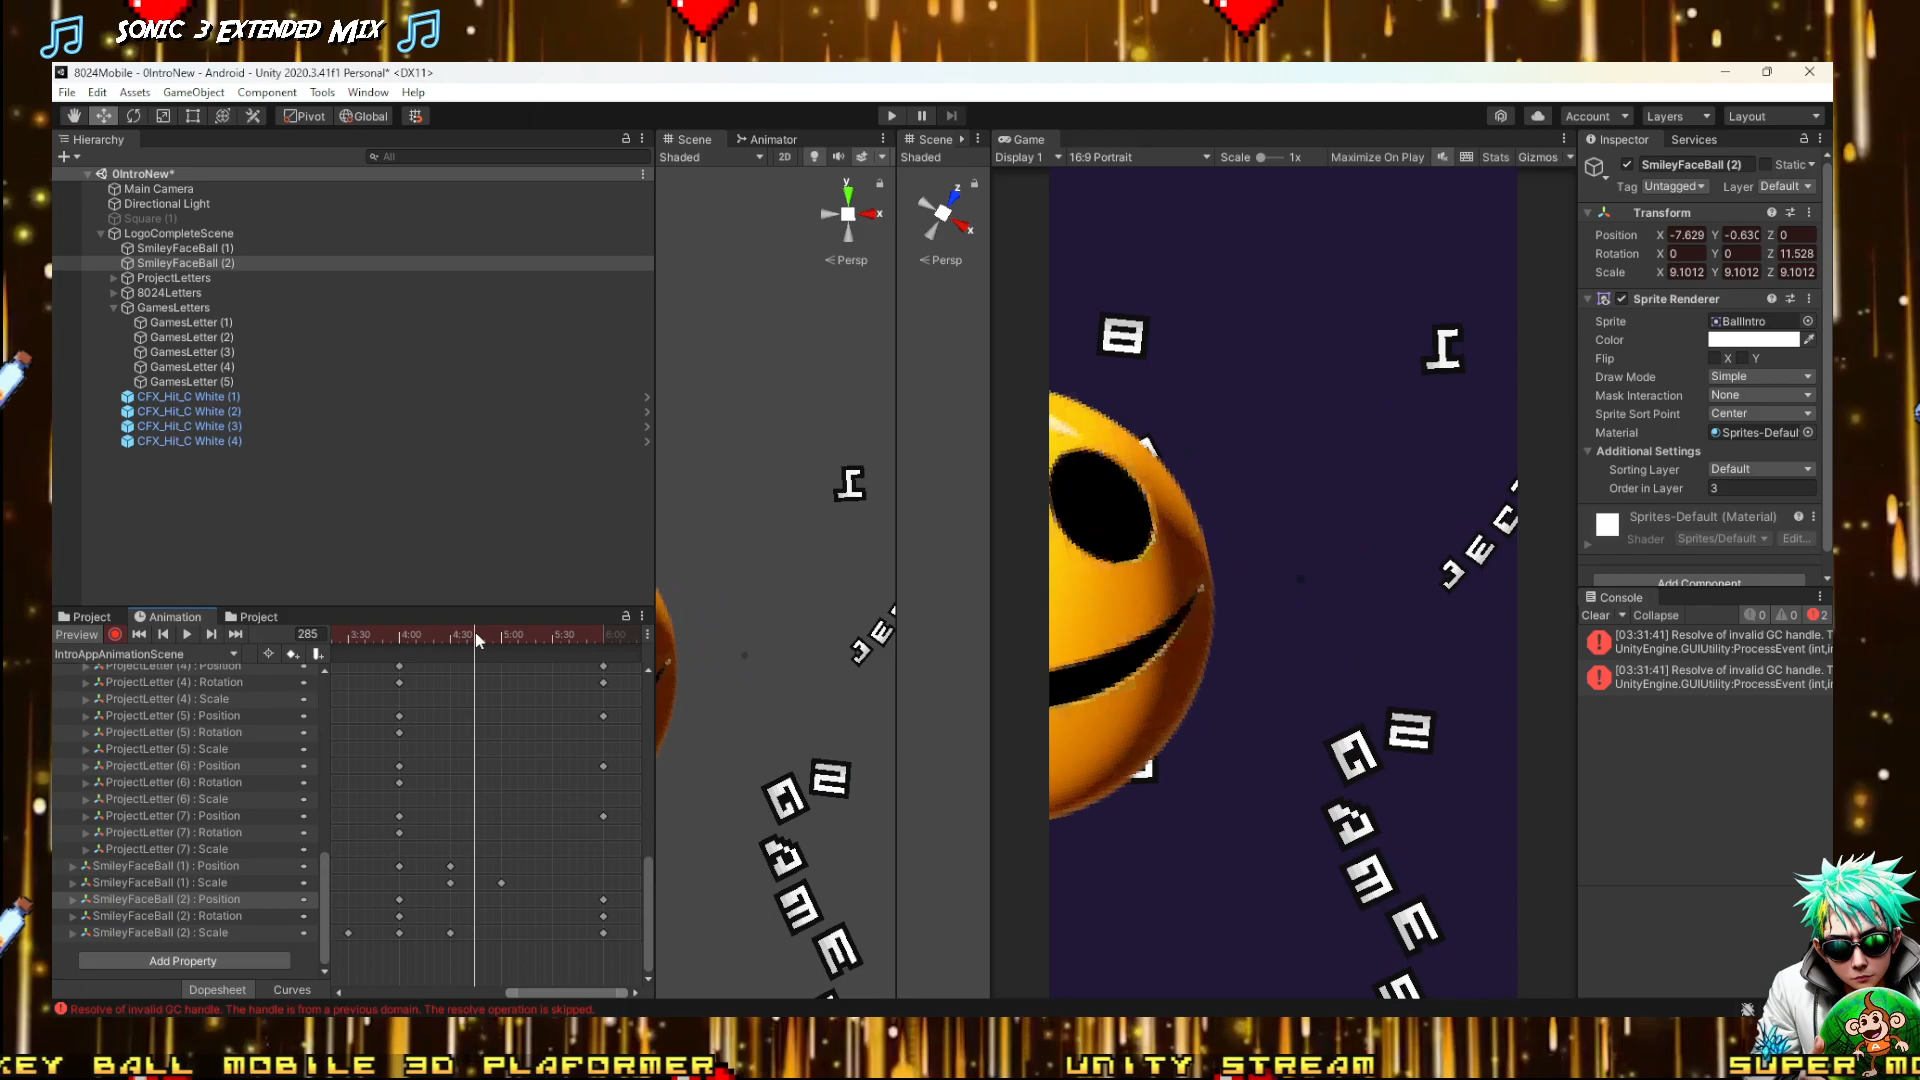 Sonic 3 Extended Mix
8024Mobile - 0IntroNew - Android - Unity 2020.3.41f1 Personal* <DX11>
File Edit Assets GameObject Component Tools Window Help
Pivot Global Account Layers Layout
Hierarchy
All
0IntroNew*
Main Camera
Directional Light
Square (1)
LogoCompleteScene
SmileyFaceBall (1)
SmileyFaceBall (2)
ProjectLetters
8024Letters
GamesLetters
GamesLetter (1)
GamesLetter (2)
GamesLetter (3)
GamesLetter (4)
GamesLetter (5)
CFX_Hit_C White (1)
CFX_Hit_C White (2)
CFX_Hit_C White (3)
CFX_Hit_C White (4)
Scene Animator
Shaded 2D
y
x
Persp
Scene
Shaded
z
x
Persp
Game
Display 1 16:9 Portrait Scale 1x Maximize On Play Stats Gizmos
Inspector Services
SmileyFaceBall (2) Static
Tag Untagged Layer Default
Transform
Position X -7.629 Y -0.630 Z 0
Rotation X 0 Y 0 Z 11.528
Scale X 9.1012 Y 9.1012 Z 9.1012
Sprite Renderer
Sprite BallIntro
Color
Flip X Y
Draw Mode Simple
Mask Interaction None
Sprite Sort Point Center
Material Sprites-Defaul
Additional Settings
Sorting Layer Default
Order in Layer 3
Sprites-Default (Material)
Shader Sprites/Default Edit...
Add Component
Console
Clear Collapse 0 0 2
[03:31:41] Resolve of invalid GC handle. T
UnityEngine.GUIUtility:ProcessEvent (int,in
[03:31:41] Resolve of invalid GC handle. T
UnityEngine.GUIUtility:ProcessEvent (int,in
Project Animation Project
Preview 285 3:30 4:00 4:30 5:00 5:30 6:00
IntroAppAnimationScene
ProjectLetter (4) : Position
ProjectLetter (4) : Rotation
ProjectLetter (4) : Scale
ProjectLetter (5) : Position
ProjectLetter (5) : Rotation
ProjectLetter (5) : Scale
ProjectLetter (6) : Position
ProjectLetter (6) : Rotation
ProjectLetter (6) : Scale
ProjectLetter (7) : Position
ProjectLetter (7) : Rotation
ProjectLetter (7) : Scale
SmileyFaceBall (1) : Position
SmileyFaceBall (1) : Scale
SmileyFaceBall (2) : Position
SmileyFaceBall (2) : Rotation
SmileyFaceBall (2) : Scale
Add Property
Dopesheet Curves
Resolve of invalid GC handle. The handle is from a previous domain. The resolve operation is skipped.
KEY BALL MOBILE 3D PLAFORMER UNITY STREAM SUPER MO